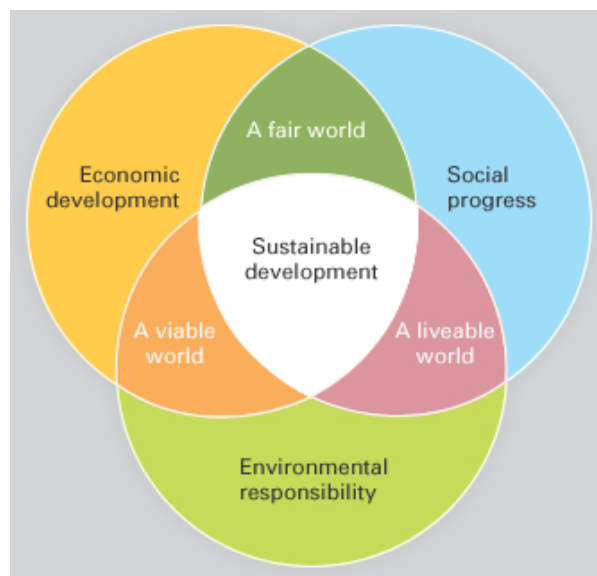 A fair world
Economic
development
Social
progress
Sustainable
development
A viable
world
A liveable
world
Environmental
responsibility